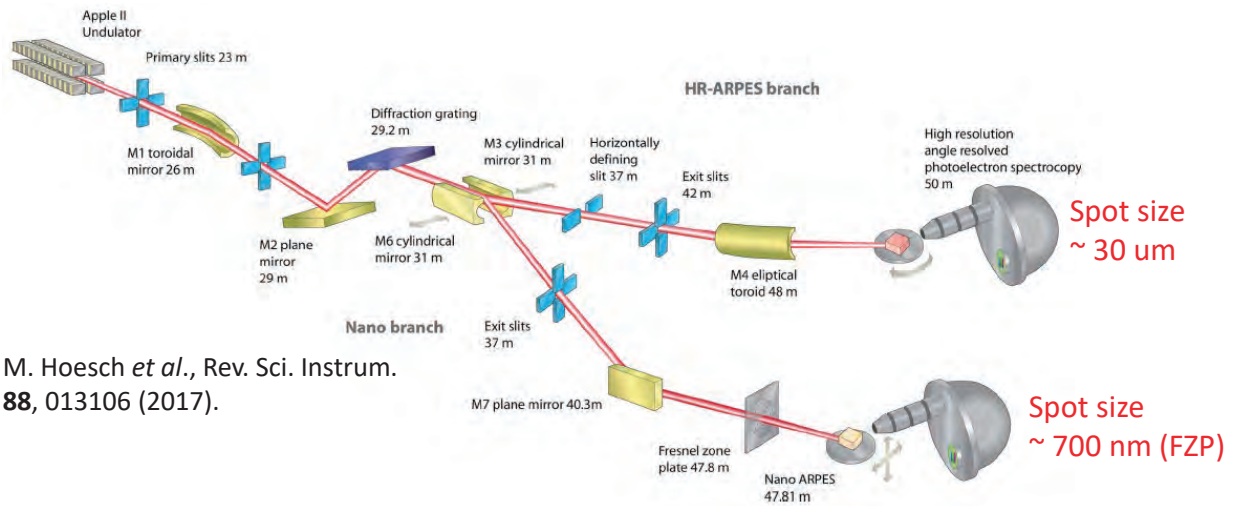 Apple II
Undulator
Primary slits 23 m
M1 toroidal
mirror 26 m
Diffraction grating
29.2 m
M2 plane
mirror
29 m
M3 cylindrical
mirror 31 m
M6 cylindrical
mirror 31 m
HR-ARPES branch
Horizontally
defining
slit 37 m
Exit slits
42 m
M4 eliptical
toroid 48 m
High resolution
angle resolved
photoelectron spectroscopy
50 m
Spot size
~ 30 um
Nano branch
Exit slits
37 m
M7 plane mirror 40.3m
Fresnel zone
plate 47.8 m
Nano ARPES
47.81 m
Spot size
~ 700 nm (FZP)
M. Hoesch et al., Rev. Sci. Instrum.
88, 013106 (2017).